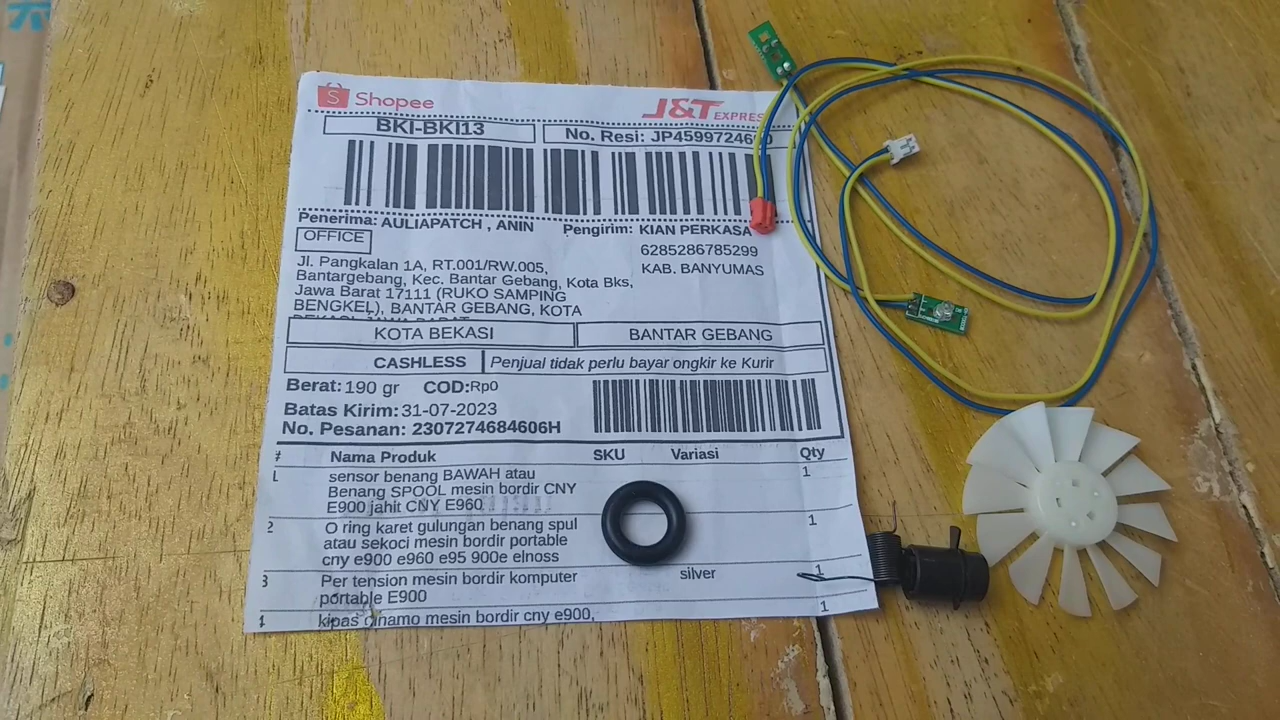 Shopee
J&T EXPRESS
BKI-BKI13
No. Resi: JP45997246
Penerima: AULIAPATCH , ANIN
Pengirim: KIAN PERKASA
OFFICE
6285286785299
KAB. BANYUMAS
Jl. Pangkalan 1A, RT.001/RW.005,
Bantargebang, Kec. Bantar Gebang, Kota Bks,
Jawa Barat 17111 (RUKO SAMPING
BENGKEL), BANTAR GEBANG, KOTA
BEKASI, JAWA BARAT
KOTA BEKASI
BANTAR GEBANG
CASHLESS
Penjual tidak perlu bayar ongkir ke Kurir
Berat: 190 gr COD:Rp0
Batas Kirim: 31-07-2023
No. Pesanan: 2307274684606H
# Nama Produk SKU Variasi Qty
sensor benang BAWAH atau 1
Benang SPOOL mesin bordir CNY
E900 jahit CNY E960
2 O ring karet gulungan benang spul 1
atau sekoci mesin bordir portable
cny e900 e960 e95 900e elnoss
3 Per tension mesin bordir komputer silver 1
portable E900
kipas dinamo mesin bordir cny e900, 1